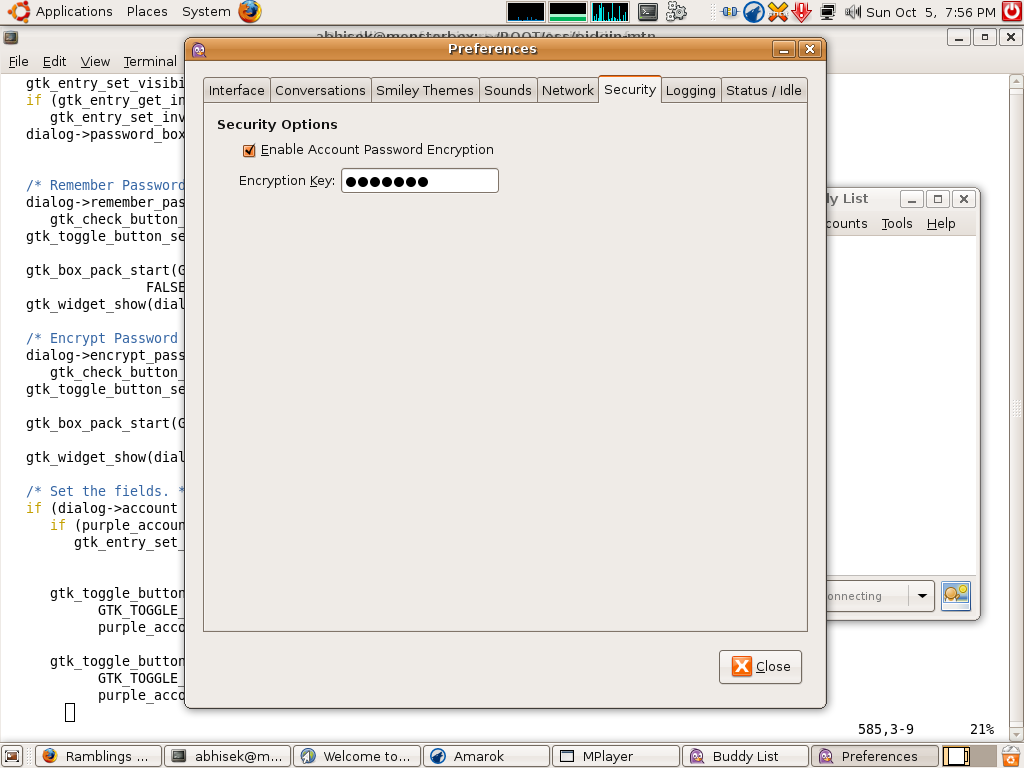 Applications Places System Sun Oct 5, 7:56 PM
abhisek@monsterbox: ~/ROOT/oss/pidgin.mtn
Preferences
File Edit View Terminal
Interface Conversations Smiley Themes Sounds Network Security Logging Status / Idle
Security Options
Enable Account Password Encryption
Encryption Key: ●●●●●●●
Close
gtk_entry_set_visibi
if (gtk_entry_get_in
gtk_entry_set_inv
dialog->password_box
/* Remember Password
dialog->remember_pas
gtk_check_button_
gtk_toggle_button_se
gtk_box_pack_start(G
FALSE
gtk_widget_show(dial
/* Encrypt Password
dialog->encrypt_pass
gtk_check_button_
gtk_toggle_button_se
gtk_box_pack_start(G
gtk_widget_show(dial
/* Set the fields. *
if (dialog->account
if (purple_accoun
gtk_entry_set_
gtk_toggle_button
GTK_TOGGLE_
purple_acco
gtk_toggle_button
GTK_TOGGLE_
purple_acco
585,3-9 21%
dy List
counts Tools Help
onnecting
Ramblings ... abhisek@m... Welcome to... Amarok MPlayer Buddy List Preferences